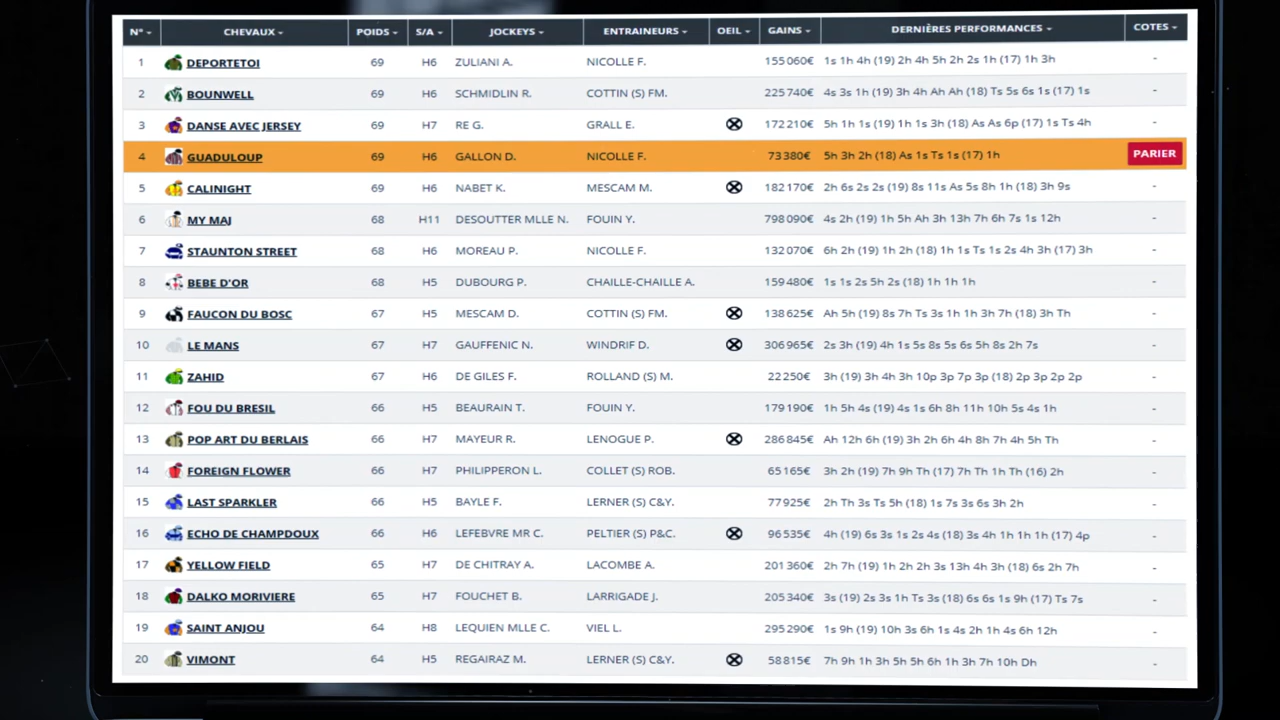 N° CHEVAUX POIDS S/A JOCKEYS ENTRAINEURS OEIL GAINS DERNIÈRES PERFORMANCES COTES
1 DEPORTETOI 69 H6 ZULIANI A. NICOLLE F. 155 060€ 1s 1h 4h (19) 2h 4h 5h 2h 2s 1h (17) 1h 3h -
2 BOUNWELL 69 H6 SCHMIDLIN R. COTTIN (S) FM. 225 740€ 4s 3s 1h (19) 3h 4h Ah Ah (18) Ts 5s 6s 1s (17) 1s -
3 DANSE AVEC JERSEY 69 H7 RE G. GRALL E. 172 210€ 5h 1h 1s (19) 1h 1s 3h (18) As As 6p (17) 1s Ts 4h -
4 GUADULOUP 69 H6 GALLON D. NICOLLE F. 73 380€ 5h 3h 2h (18) As 1s Ts 1s (17) 1h PARIER
5 CALINIGHT 69 H6 NABET K. MESCAM M. 182 170€ 2h 6s 2s 2s (19) 8s 11s As 5s 8h 1h (18) 3h 9s -
6 MY MAJ 68 H11 DESOUTTER MLLE N. FOUIN Y. 798 090€ 4s 2h (19) 1h 5h Ah 3h 13h 7h 6h 7s 1s 12h -
7 STAUNTON STREET 68 H6 MOREAU P. NICOLLE F. 132 070€ 6h 2h (19) 1h 2h (18) 1h 1s Ts 1s 2s 4h 3h (17) 3h -
8 BEBE D'OR 68 H5 DUBOURG P. CHAILLE-CHAILLE A. 159 480€ 1s 1s 2s 5h 2s (18) 1h 1h 1h -
9 FAUCON DU BOSC 67 H5 MESCAM D. COTTIN (S) FM. 138 625€ Ah 5h (19) 8s 7h Ts 3s 1h 1h 3h 7h (18) 3h Th -
10 LE MANS 67 H7 GAUFFENIC N. WINDRIF D. 306 965€ 2s 3h (19) 4h 1s 5s 8s 5s 6s 5h 8s 2h 7s -
11 ZAHID 67 H6 DE GILES F. ROLLAND (S) M. 22 250€ 3h (19) 3h 4h 3h 10p 3p 7p 3p (18) 2p 3p 2p 2p -
12 FOU DU BRESIL 66 H5 BEAURAIN T. FOUIN Y. 179 190€ 1h 5h 4s (19) 4s 1s 6h 8h 11h 10h 5s 4s 1h -
13 POP ART DU BERLAIS 66 H7 MAYEUR R. LENOGUE P. 286 845€ Ah 12h 6h (19) 3h 2h 6h 4h 8h 7h 4h 5h Th -
14 FOREIGN FLOWER 66 H7 PHILIPPERON L. COLLET (S) ROB. 65 165€ 3h 2h (19) 7h 9h Th (17) 7h Th 1h Th (16) 2h -
15 LAST SPARKLER 66 H5 BAYLE F. LERNER (S) C&Y. 77 925€ 2h Th 3s Ts 5h (18) 1s 7s 3s 6s 3h 2h -
16 ECHO DE CHAMPDOUX 66 H6 LEFEBVRE MR C. PELTIER (S) P&C. 96 535€ 4h (19) 6s 3s 1s 2s 4s (18) 3s 4h 1h 1h 1h (17) 4p -
17 YELLOW FIELD 65 H7 DE CHITRAY A. LACOMBE A. 201 360€ 2h 7h (19) 1h 2h 2h 3s 13h 4h 3h (18) 6s 2h 7h -
18 DALKO MORIVIERE 65 H7 FOUCHET B. LARRIGADE J. 205 340€ 3s (19) 2s 3s 1h Ts 3s (18) 6s 6s 1s 9h (17) Ts 7s -
19 SAINT ANJOU 64 H8 LEQUIEN MLLE C. VIEL L. 295 290€ 1s 9h (19) 10h 3s 6h 1s 4s 2h 1h 4s 6h 12h -
20 VIMONT 64 H5 REGAIRAZ M. LERNER (S) C&Y. 58 815€ 7h 9h 1h 3h 5h 5h 6h 1h 3h 7h 10h Dh -